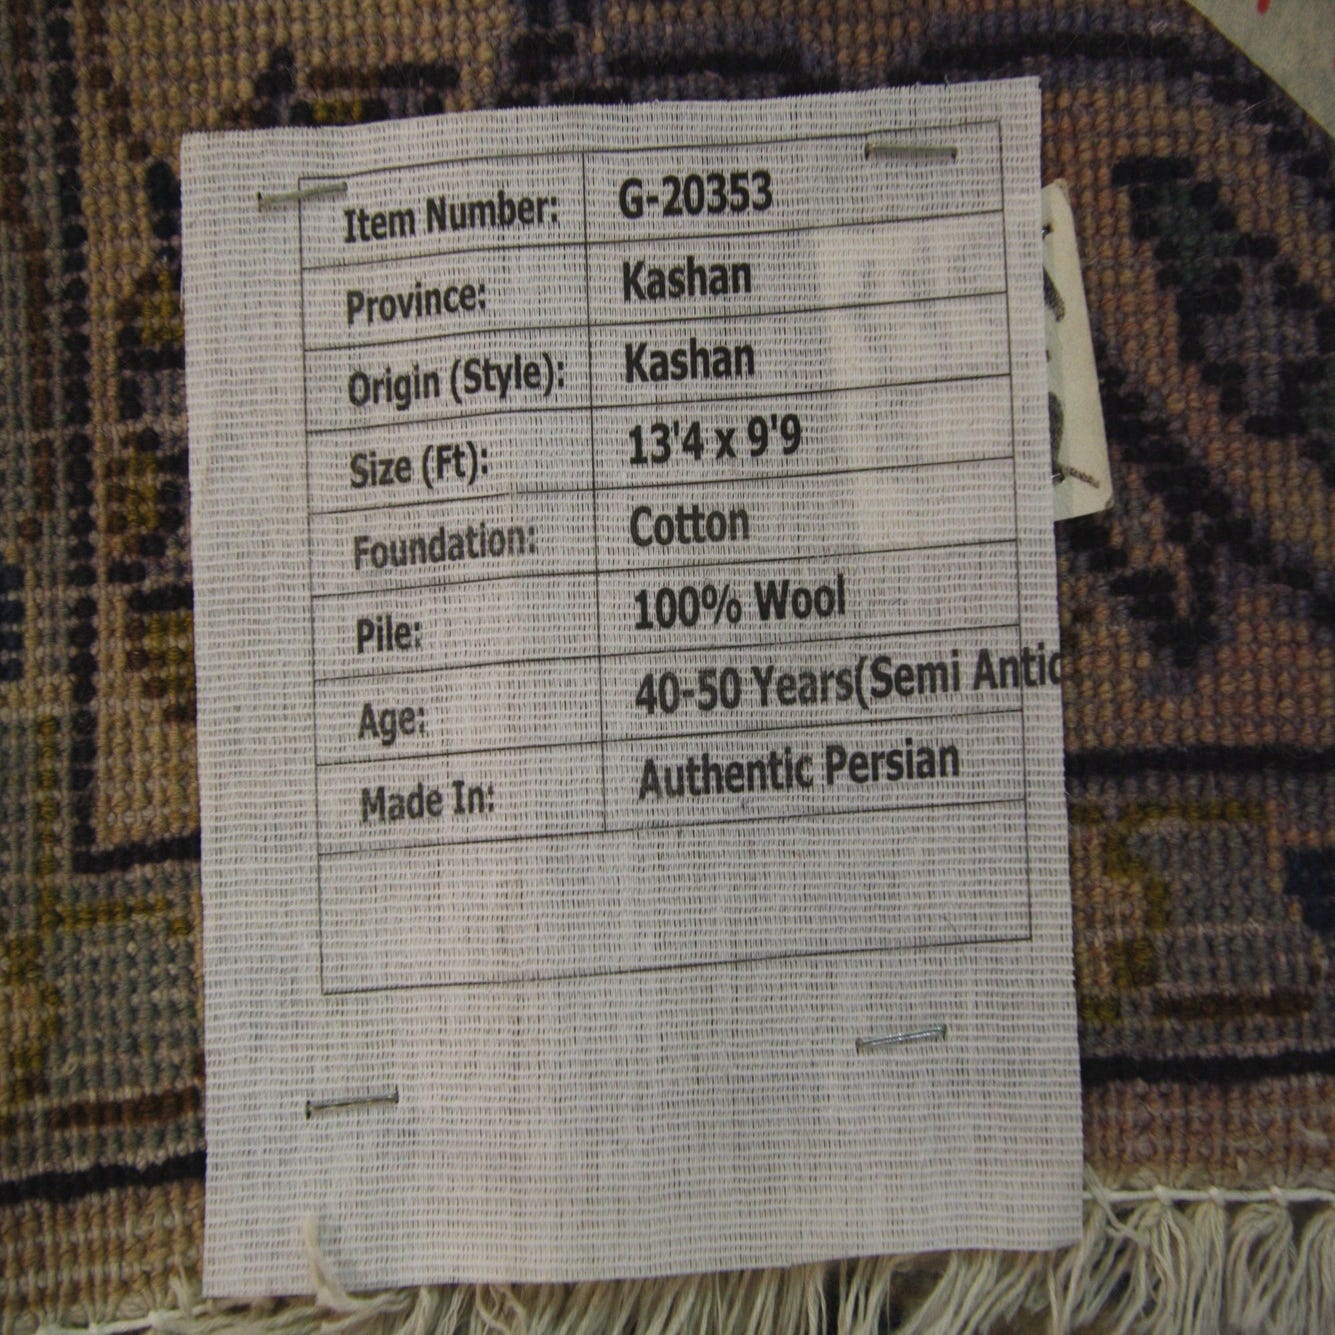 Item Number: G-20353
Province: Kashan
Origin (Style): Kashan
Size (Ft): 13'4 x 9'9
Foundation: Cotton
Pile: 100% Wool
Age: 40-50 Years(Semi Antic
Made In: Authentic Persian